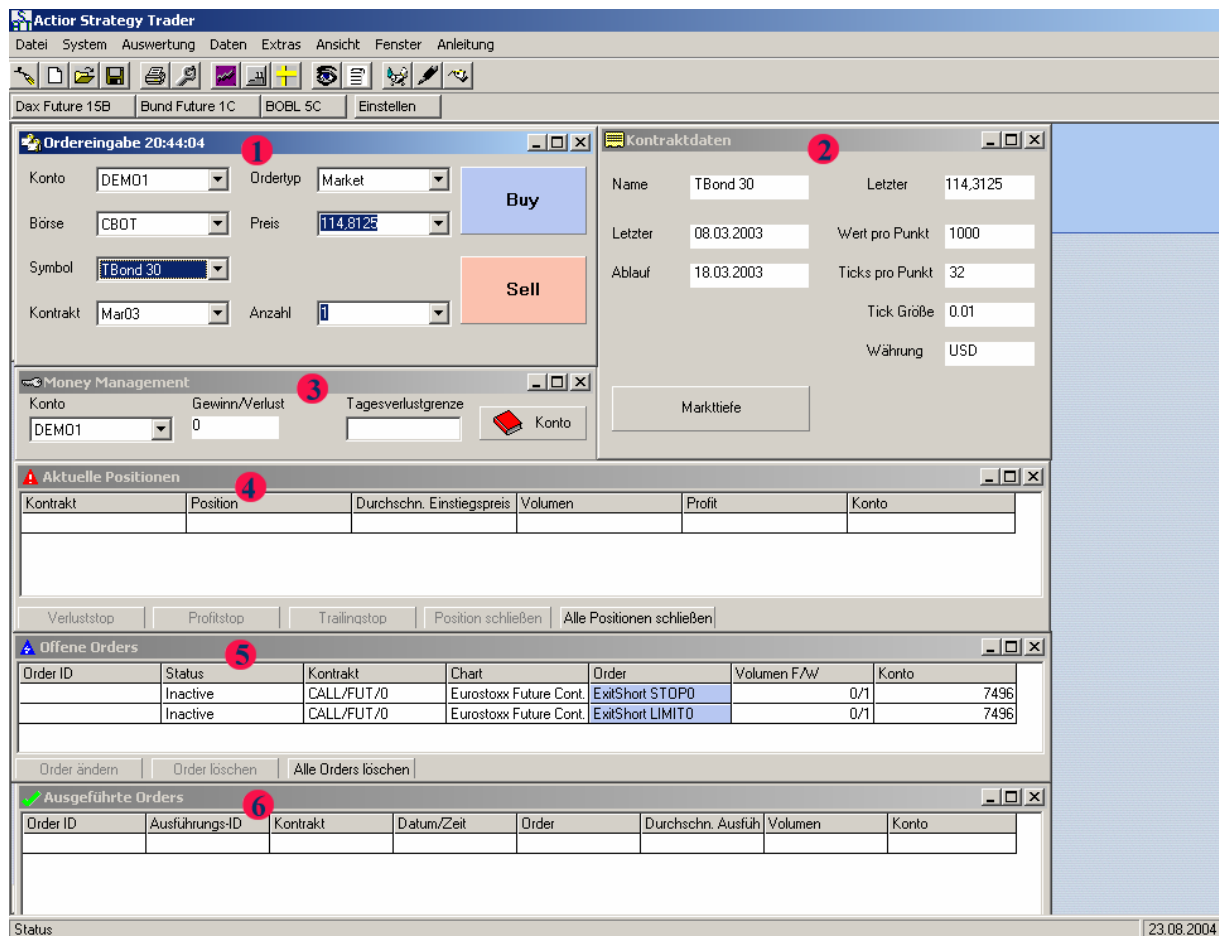 Actior Strategy Trader
Datei System Auswertung Daten Extras Ansicht Fenster Anleitung
Dax Future 15B Bund Future 1C BOBL 5C Einstellen
Ordereingabe 20:44:04 1
Konto DEMO1 Ordertyp Market Buy
Börse CBOT Preis 114,8125
Symbol TBond 30 Sell
Kontrakt Mar03 Anzahl 1
Kontraktdaten 2
Name TBond 30 Letzter 114,3125
Letzter 08.03.2003 Wert pro Punkt 1000
Ablauf 18.03.2003 Ticks pro Punkt 32
Tick Größe 0.01
Währung USD
Markttiefe
Money Management 3
Konto Gewinn/Verlust Tagesverlustgrenze
DEMO1 0 Konto
Aktuelle Positionen 4
Kontrakt Position Durchschn. Einstiegspreis Volumen Profit Konto
Verluststop Profitstop Trailingstop Position schließen Alle Positionen schließen
Offene Orders 5
Order ID Status Kontrakt Chart Order Volumen F/W Konto
Inactive CALL/FUT/0 Eurostoxx Future Cont. ExitShort STOP0 0/1 7496
Inactive CALL/FUT/0 Eurostoxx Future Cont. ExitShort LIMIT0 0/1 7496
Order ändern Order löschen Alle Orders löschen
Ausgeführte Orders 6
Order ID Ausführungs-ID Kontrakt Datum/Zeit Order Durchschn. Ausfüh Volumen Konto
Status 23.08.2004